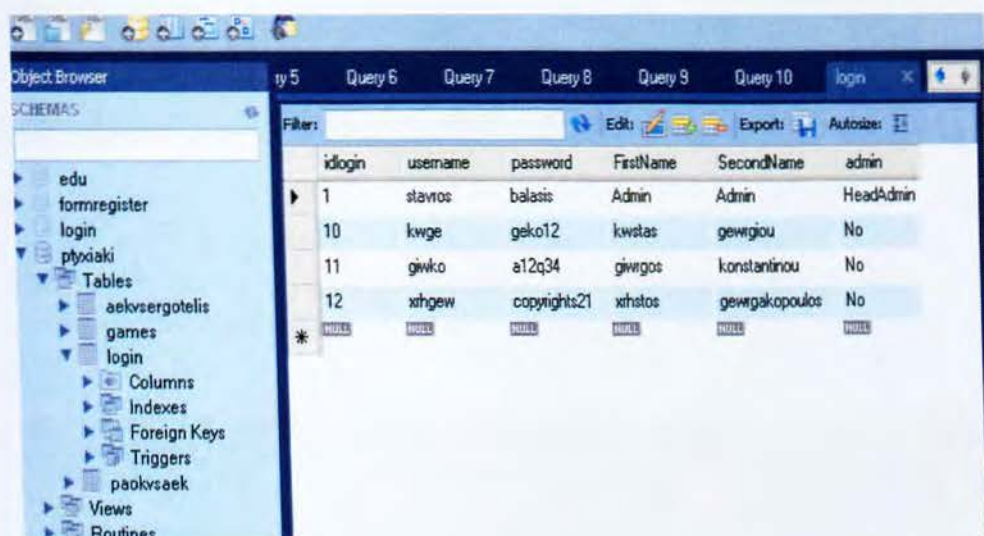 Object Browser
SCHEMAS
edu
formregister
login
ptyxiaki
Tables
aekvsergotelis
games
login
Columns
Indexes
Foreign Keys
Triggers
paokvsaek
Views
Routines
ry 5 Query 6 Query 7 Query 8 Query 9 Query 10 login
Filter: Edit: Export: Autosize:
idlogin username password FirstName SecondName admin
1 stavros balasis Admin Admin HeadAdmin
10 kwge geko12 kwstas gewrgiou No
11 giwko a12q34 giwrgos konstantinou No
12 xrhgew copyrights21 xrhstos gewrgakopoulos No
NULL NULL NULL NULL NULL NULL